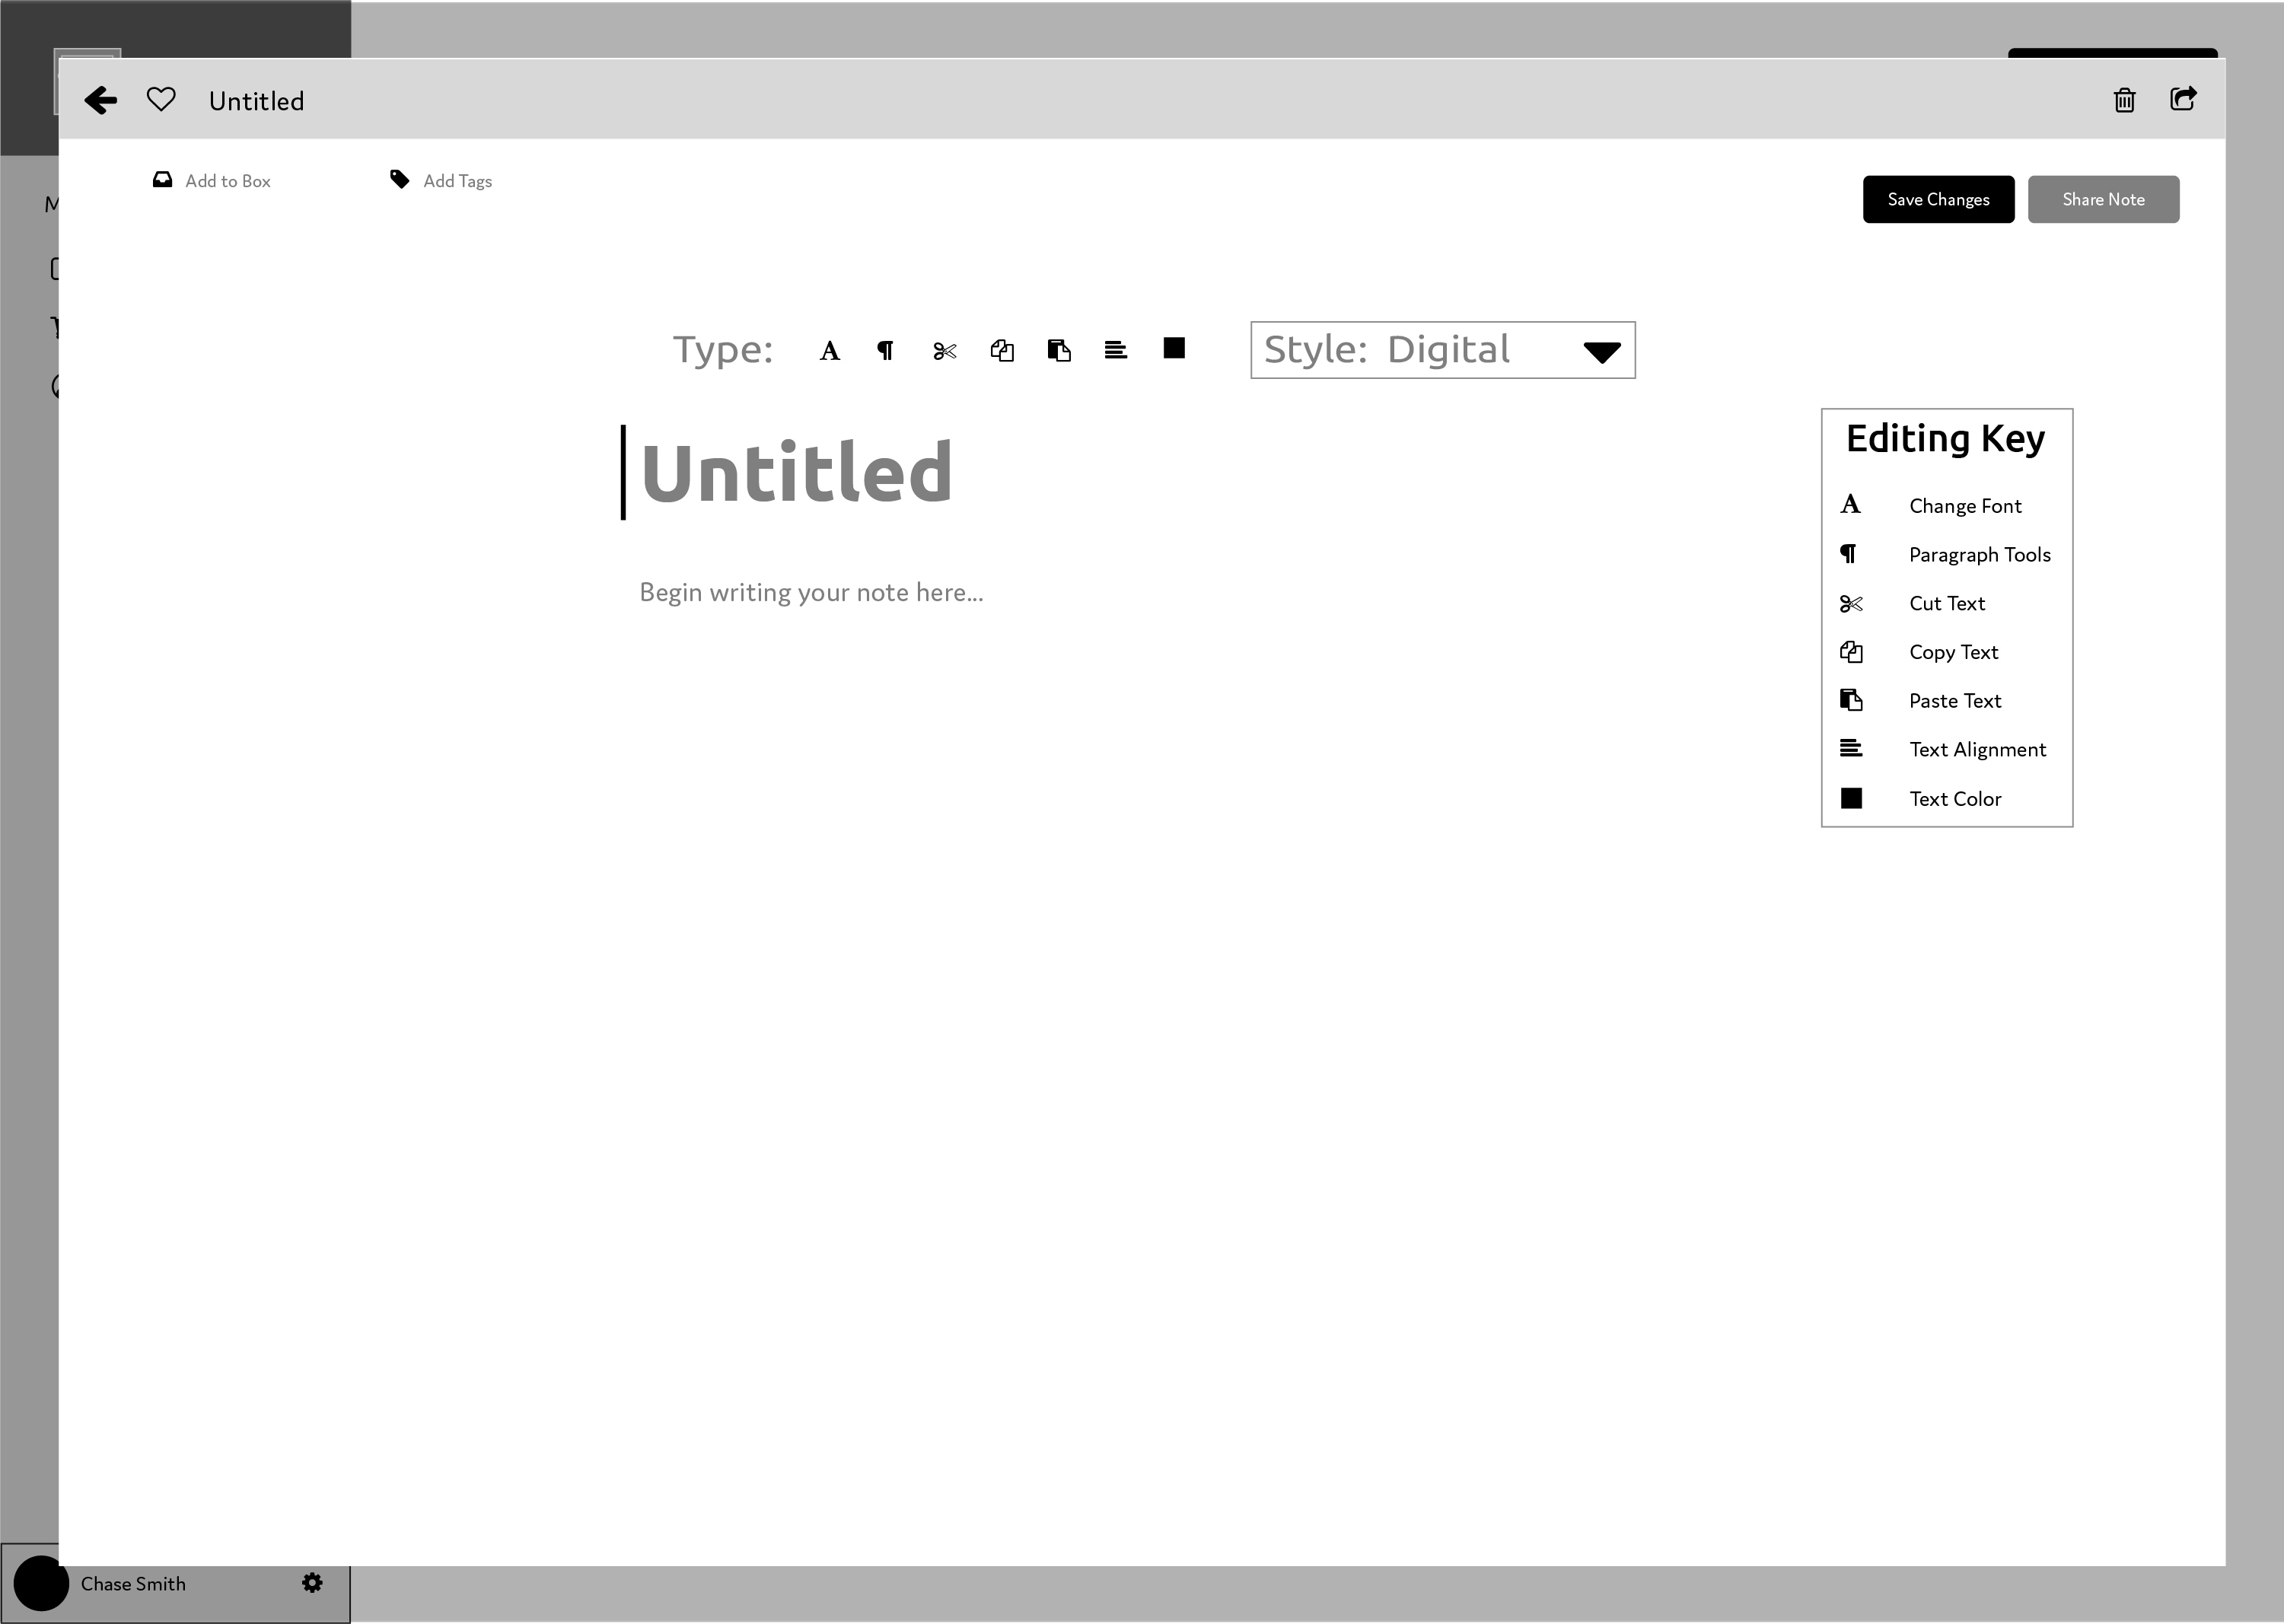 Untitled
Add to Box
Add Tags
Save Changes
Share Note
Type:
Style: Digital
Untitled
Begin writing your note here...
Editing Key
Change Font
Paragraph Tools
Cut Text
Copy Text
Paste Text
Text Alignment
Text Color
Chase Smith